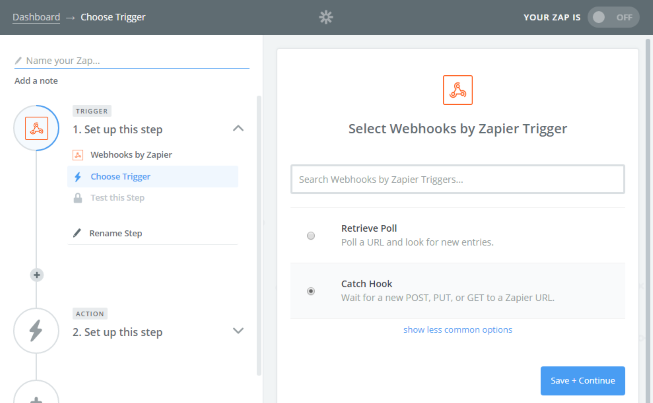 Dashboard → Choose Trigger
YOUR ZAP IS OFF
Name your Zap...
Add a note
TRIGGER
1. Set up this step
Webhooks by Zapier
Choose Trigger
Test this Step
Rename Step
ACTION
2. Set up this step
Select Webhooks by Zapier Trigger
Search Webhooks by Zapier Triggers...
Retrieve Poll
Poll a URL and look for new entries.
Catch Hook
Wait for a new POST, PUT, or GET to a Zapier URL.
show less common options
Save + Continue